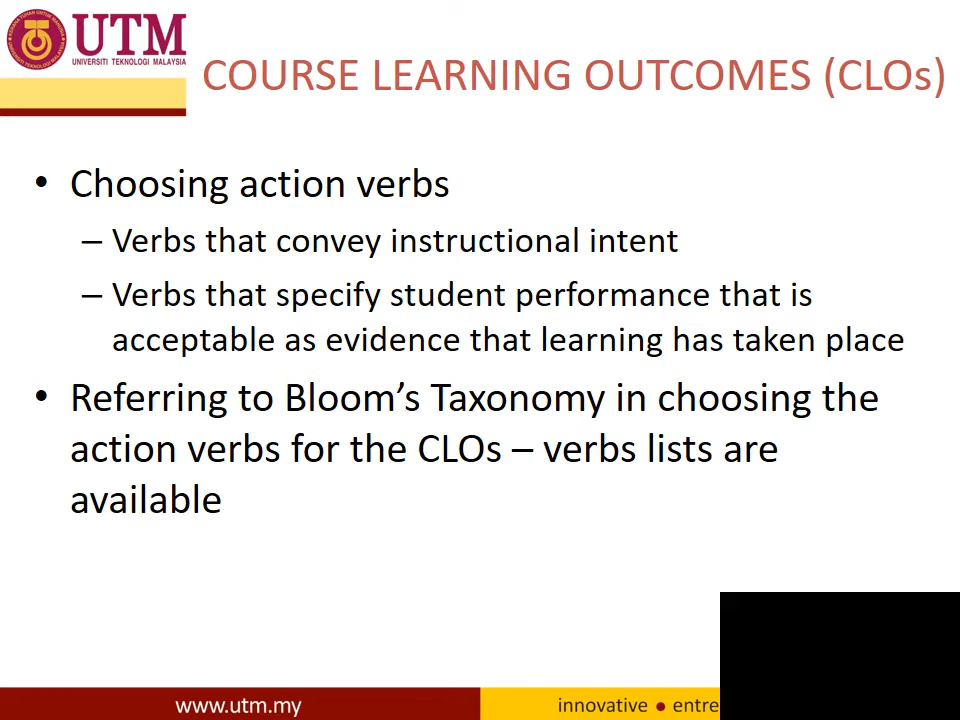 UTM
UNIVERSITI TEKNOLOGI MALAYSIA
COURSE LEARNING OUTCOMES (CLOs)
• Choosing action verbs
– Verbs that convey instructional intent
– Verbs that specify student performance that is
acceptable as evidence that learning has taken place
• Referring to Bloom’s Taxonomy in choosing the
action verbs for the CLOs – verbs lists are
available
www.utm.my
innovative ● entre